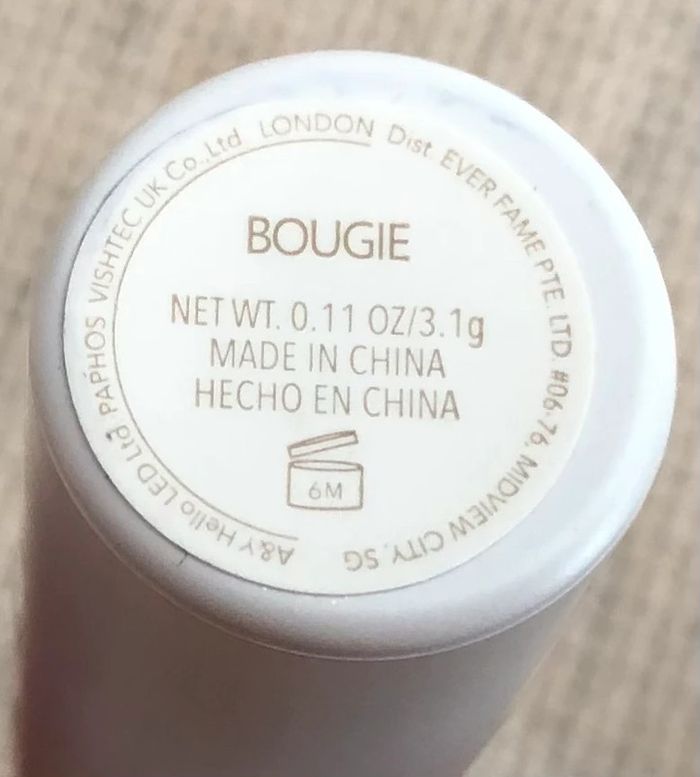 BOUGIE
NET WT. 0.11 OZ/3.1g
MADE IN CHINA
HECHO EN CHINA
6M
A&Y Hello LED Ltd PAPHOS VISHTEC UK Co.,Ltd LONDON Dist EVER FAME PTE. LTD. #06-76, MIDVIEW CITY, SG